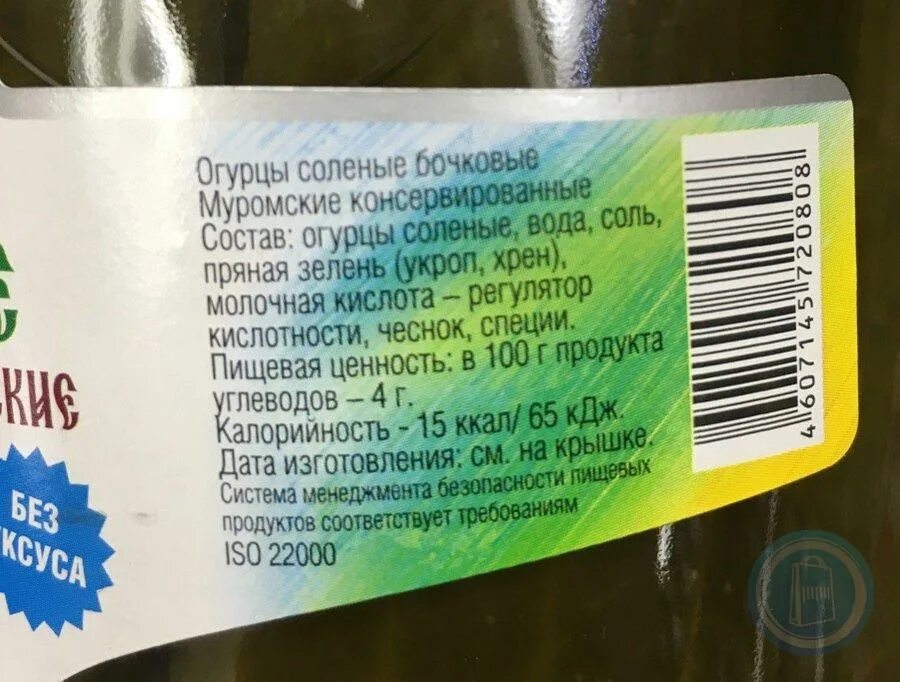 Огурцы соленые бочковые
Муромские консервированные
Состав: огурцы соленые, вода, соль,
пряная зелень (укроп, хрен),
молочная кислота – регулятор
кислотности, чеснок, специи.
Пищевая ценность: в 100 г продукта
углеводов – 4 г.
Калорийность - 15 ккал/ 65 кДж.
Дата изготовления: см. на крышке.
Система менеджмента безопасности пищевых
продуктов соответствует требованиям
ISO 22000
4607145720808
ские
БЕЗ
УКСУСА